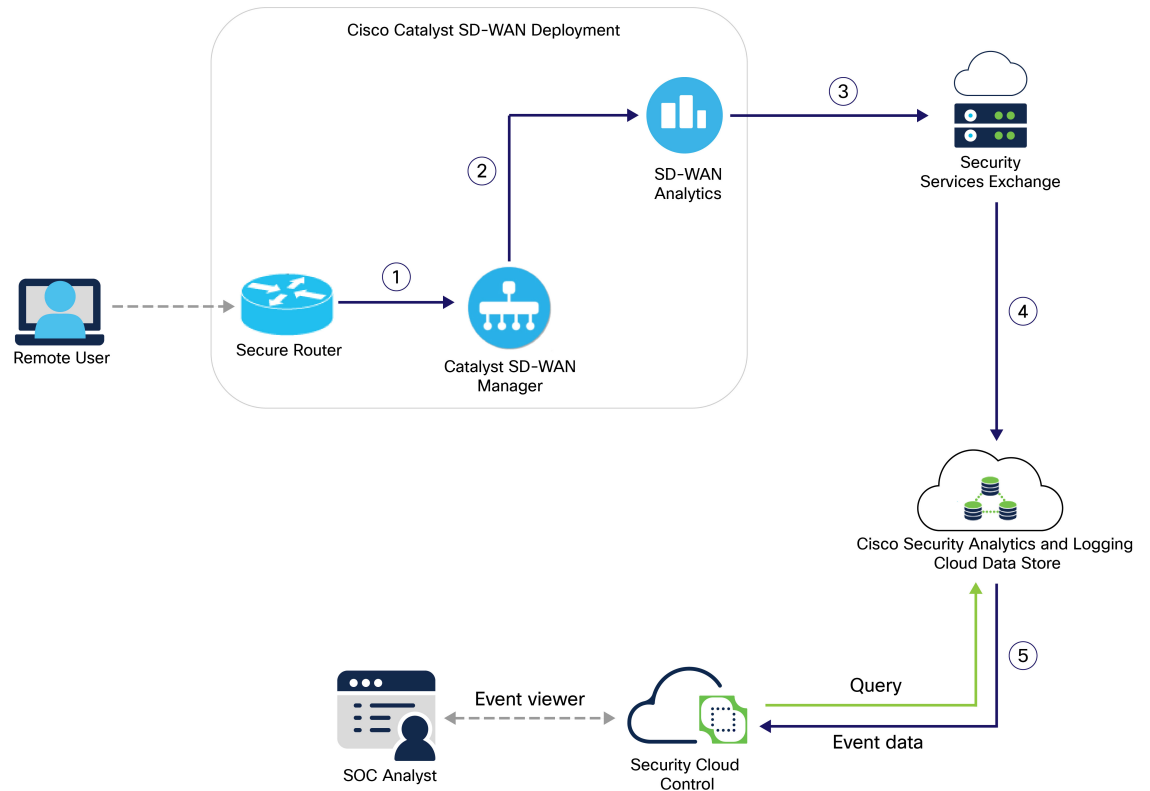 Cisco Catalyst SD-WAN Deployment
3
2
SD-WAN
Analytics
Security
Services Exchange
1
Remote User
Secure Router
Catalyst SD-WAN
Manager
4
Cisco Security Analytics and Logging
Cloud Data Store
5
Query
Event viewer
Event data
SOC Analyst
Security Cloud
Control